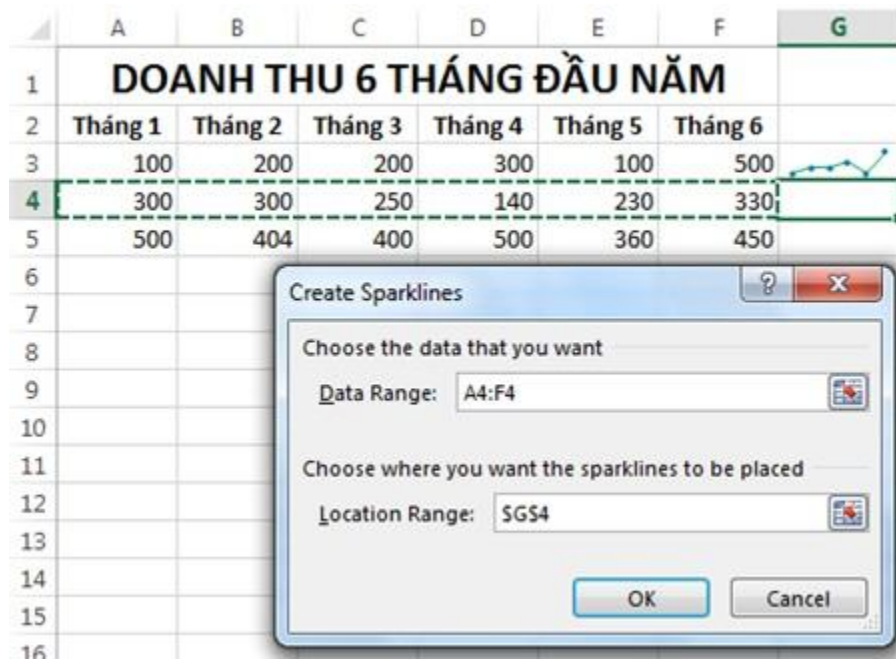 A B C D E F G
1 DOANH THU 6 THÁNG ĐẦU NĂM
2 Tháng 1 Tháng 2 Tháng 3 Tháng 4 Tháng 5 Tháng 6
3 100 200 200 300 100 500
4 300 300 250 140 230 330
5 500 404 400 500 360 450
6
7
8
9
10
11
12
13
14
15
16
Create Sparklines ? X
Choose the data that you want
Data Range: A4:F4
Choose where you want the sparklines to be placed
Location Range: $G$4
OK Cancel